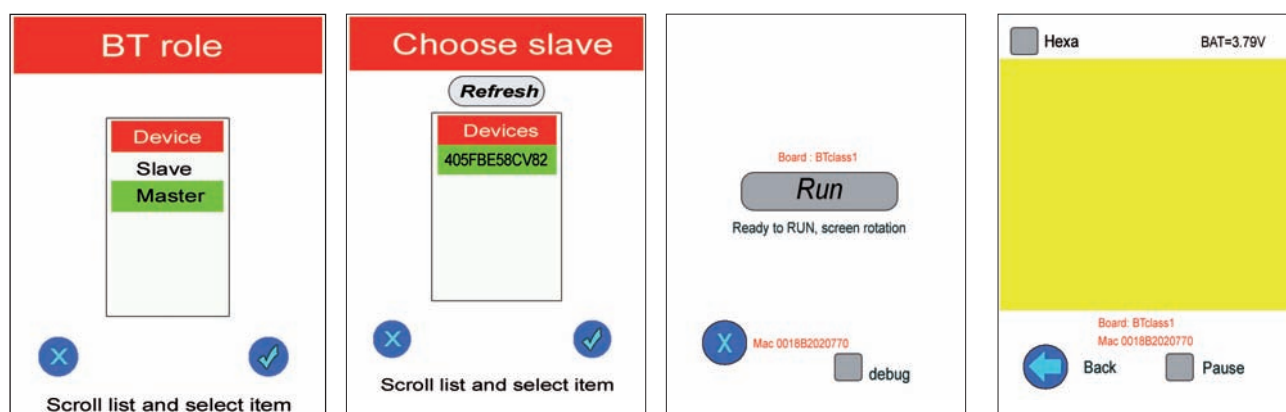 BT role
Device
Slave
Master
X
Scroll list and select item
Choose slave
Refresh
Devices
405FBE58CV82
X
Scroll list and select item
Board : BTclass1
Run
Ready to RUN, screen rotation
X
Mac 0018B2020770
debug
Hexa
BAT=3.79V
Board: BTclass1
Mac 0018B2020770
Back
Pause